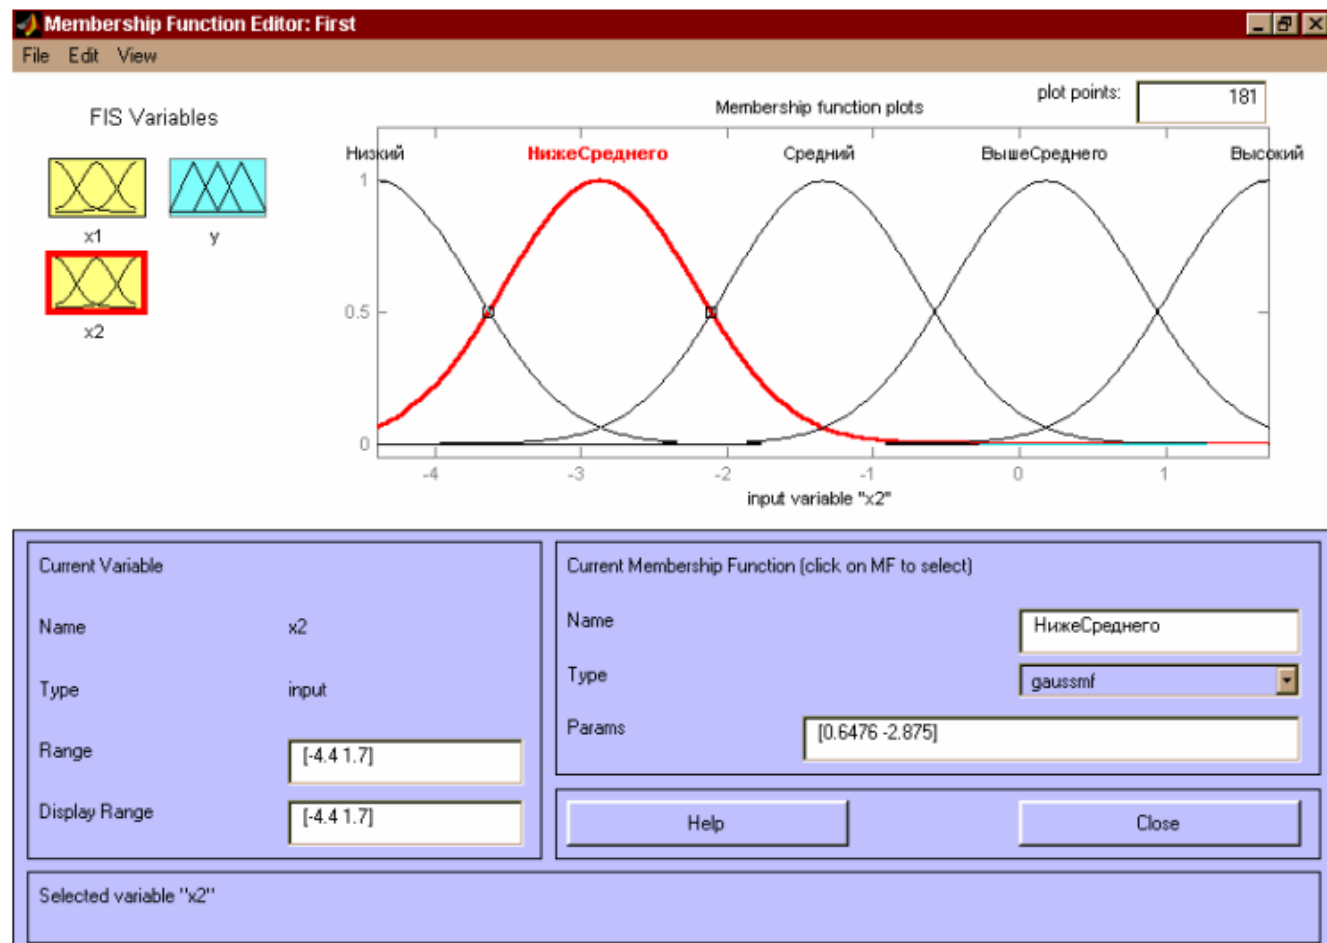 Membership Function Editor: First
File Edit View
FIS Variables
x1
y
x2
plot points:
181
Membership function plots
Низкий
НижеСреднего
Средний
ВышеСреднего
Высокий
1
0.5
0
-4
-3
-2
-1
0
1
input variable "x2"
Current Variable
Name x2
Type input
Range [-4.4 1.7]
Display Range [-4.4 1.7]
Current Membership Function (click on MF to select)
Name НижеСреднего
Type gaussmf
Params [0.6476 -2.875]
Help
Close
Selected variable "x2"